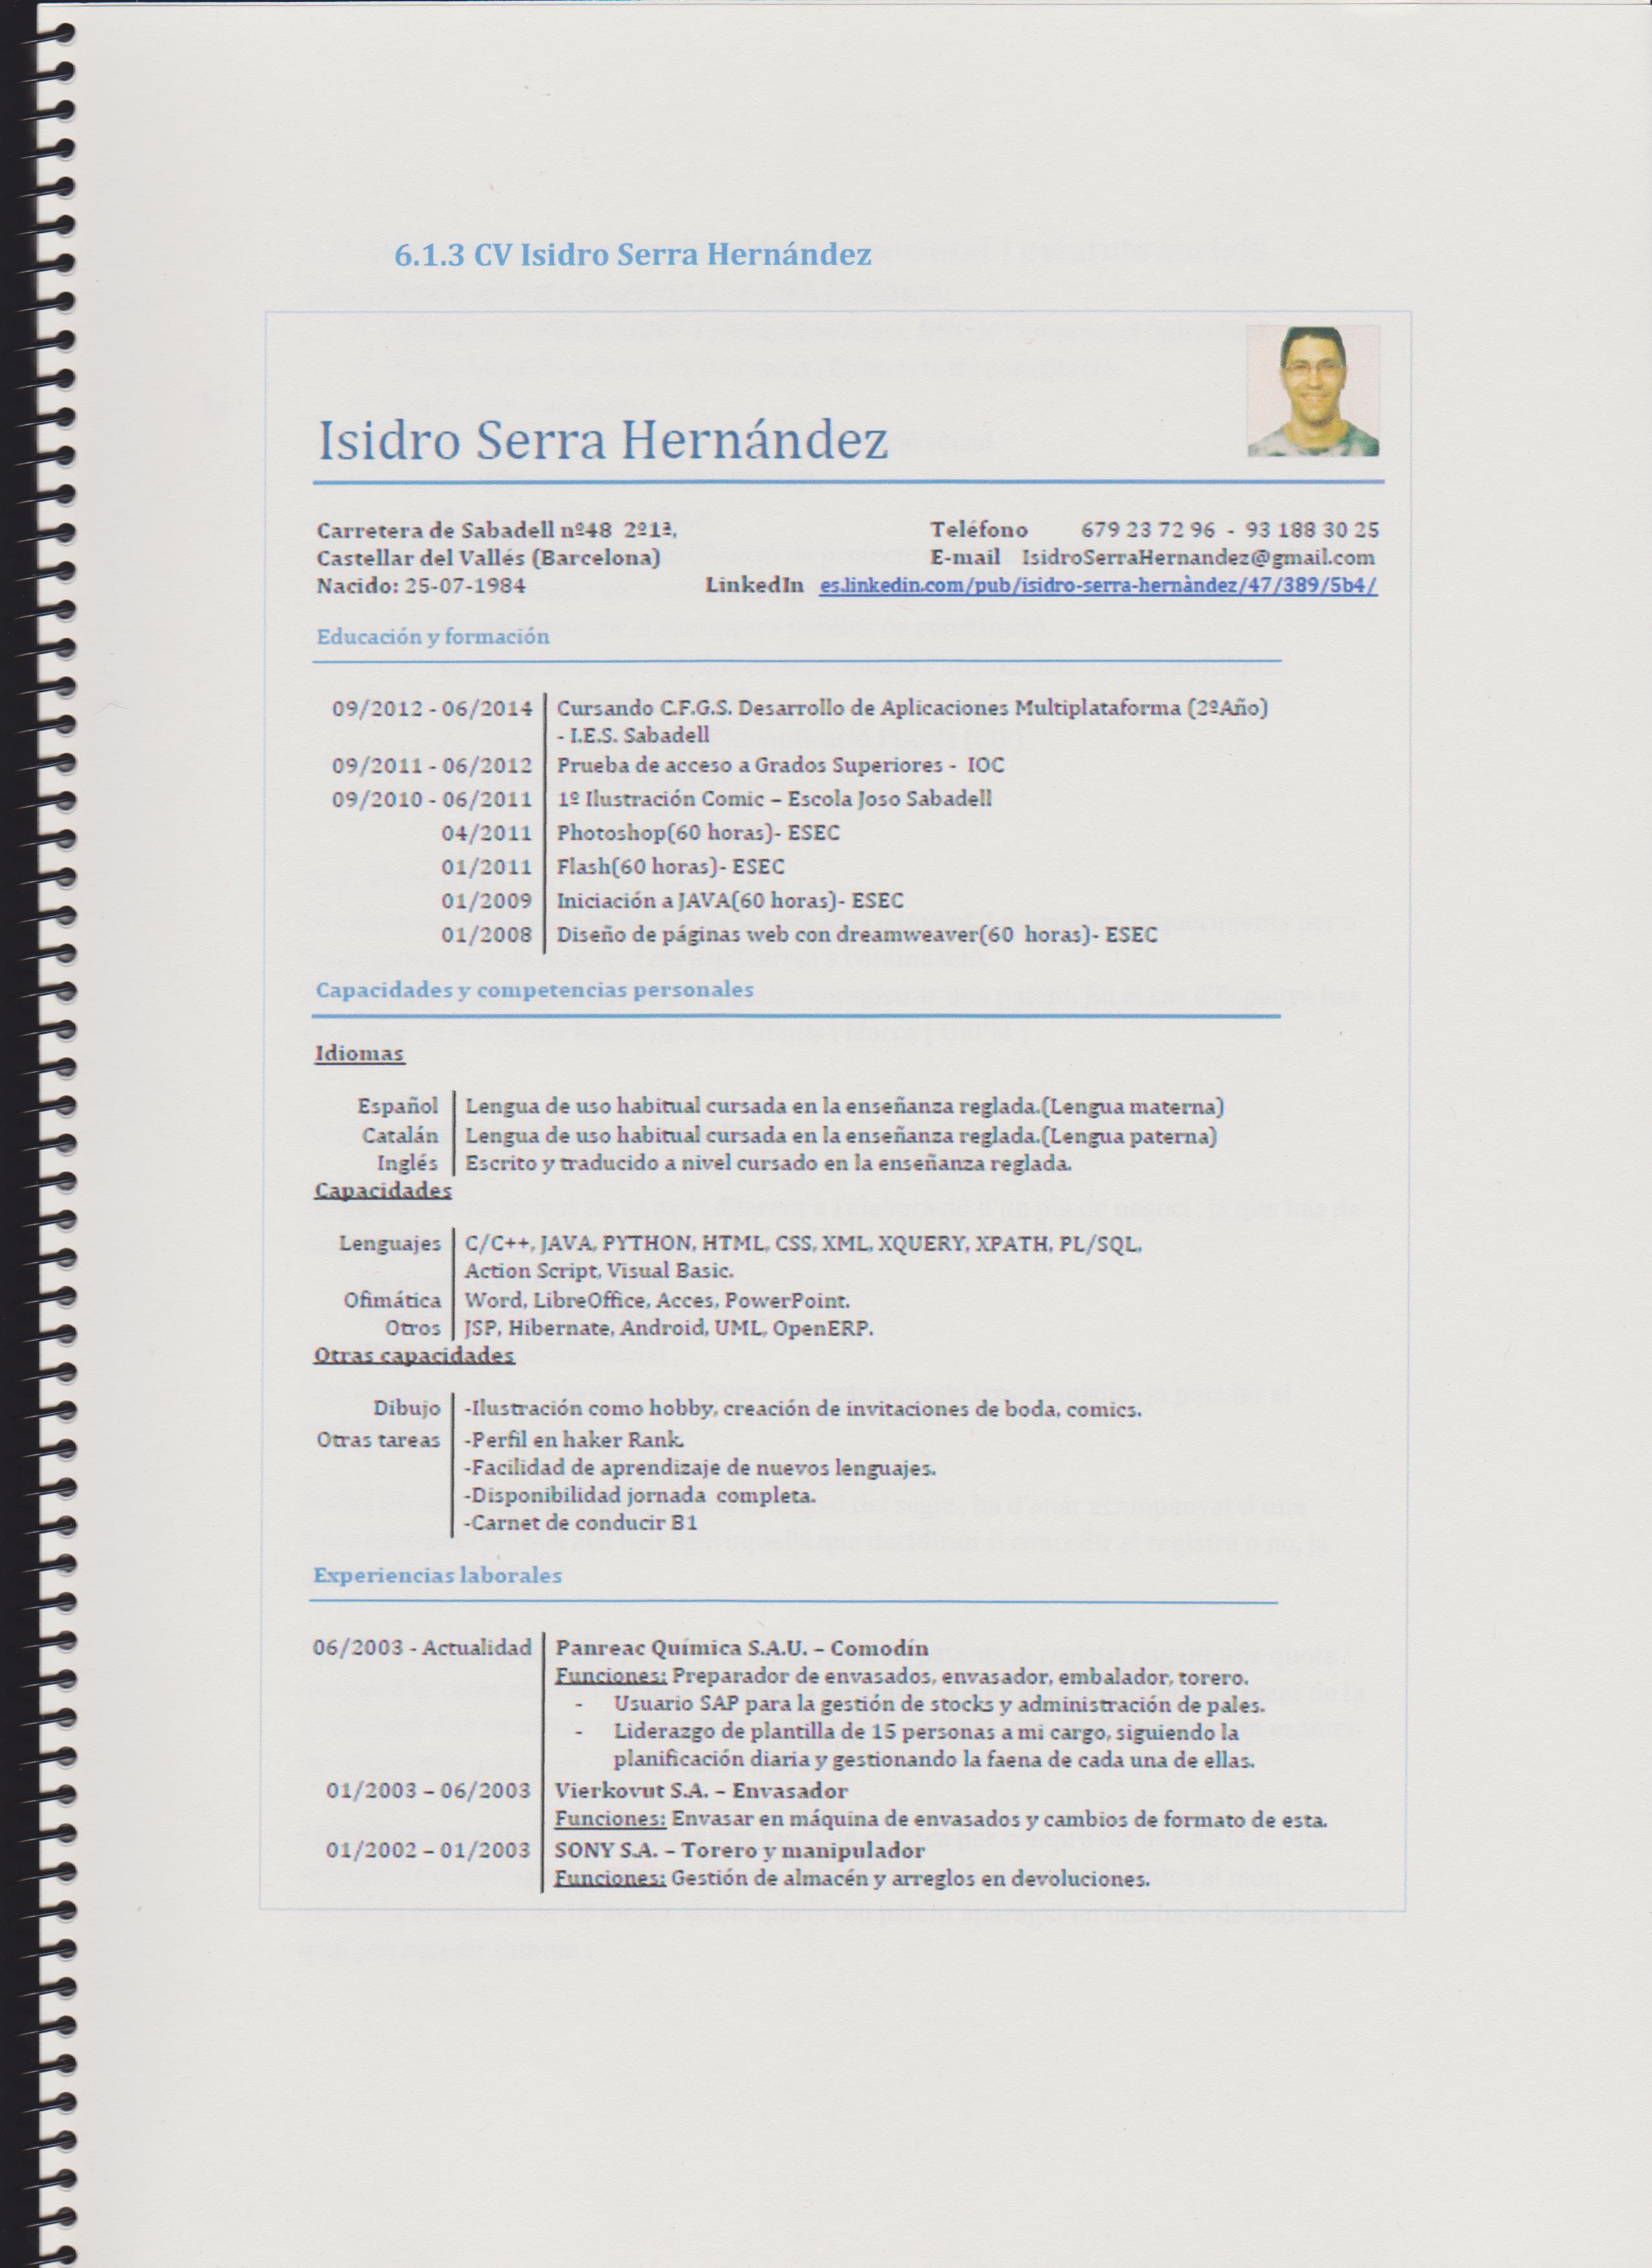 6.1.3 CV Isidro Serra Hernández
Isidro Serra Hernández
Carretera de Sabadell nº48 2º1ª, Teléfono 679 23 72 96 - 93 188 30 25
Castellar del Vallés (Barcelona) E-mail IsidroSerraHernandez@gmail.com
Nacido: 25-07-1984 LinkedIn es.linkedin.com/pub/isidro-serra-hernàndez/47/389/5b4/
Educación y formación
09/2012 - 06/2014 Cursando C.F.G.S. Desarrollo de Aplicaciones Multiplataforma (2ºAño)
- I.E.S. Sabadell
09/2011 - 06/2012 Prueba de acceso a Grados Superiores - IOC
09/2010 - 06/2011 1º Ilustración Comic – Escola Joso Sabadell
04/2011 Photoshop(60 horas)- ESEC
01/2011 Flash(60 horas)- ESEC
01/2009 Iniciación a JAVA(60 horas)- ESEC
01/2008 Diseño de páginas web con dreamweaver(60 horas)- ESEC
Capacidades y competencias personales
Idiomas
Español Lengua de uso habitual cursada en la enseñanza reglada.(Lengua materna)
Catalán Lengua de uso habitual cursada en la enseñanza reglada.(Lengua paterna)
Inglés Escrito y traducido a nivel cursado en la enseñanza reglada.
Capacidades
Lenguajes C/C++, JAVA, PYTHON, HTML, CSS, XML, XQUERY, XPATH, PL/SQL,
Action Script, Visual Basic.
Ofimática Word, LibreOffice, Acces, PowerPoint.
Otros JSP, Hibernate, Android, UML, OpenERP.
Otras capacidades
Dibujo -Ilustración como hobby, creación de invitaciones de boda, comics.
Otras tareas -Perfil en haker Rank.
-Facilidad de aprendizaje de nuevos lenguajes.
-Disponibilidad jornada completa.
-Carnet de conducir B1
Experiencias laborales
06/2003 - Actualidad Panreac Química S.A.U. – Comodín
Funciones: Preparador de envasados, envasador, embalador, torero.
- Usuario SAP para la gestión de stocks y administración de pales.
- Liderazgo de plantilla de 15 personas a mi cargo, siguiendo la
planificación diaria y gestionando la faena de cada una de ellas.
01/2003 – 06/2003 Vierkovut S.A. – Envasador
Funciones: Envasar en máquina de envasados y cambios de formato de esta.
01/2002 – 01/2003 SONY S.A. – Torero y manipulador
Funciones: Gestión de almacén y arreglos en devoluciones.